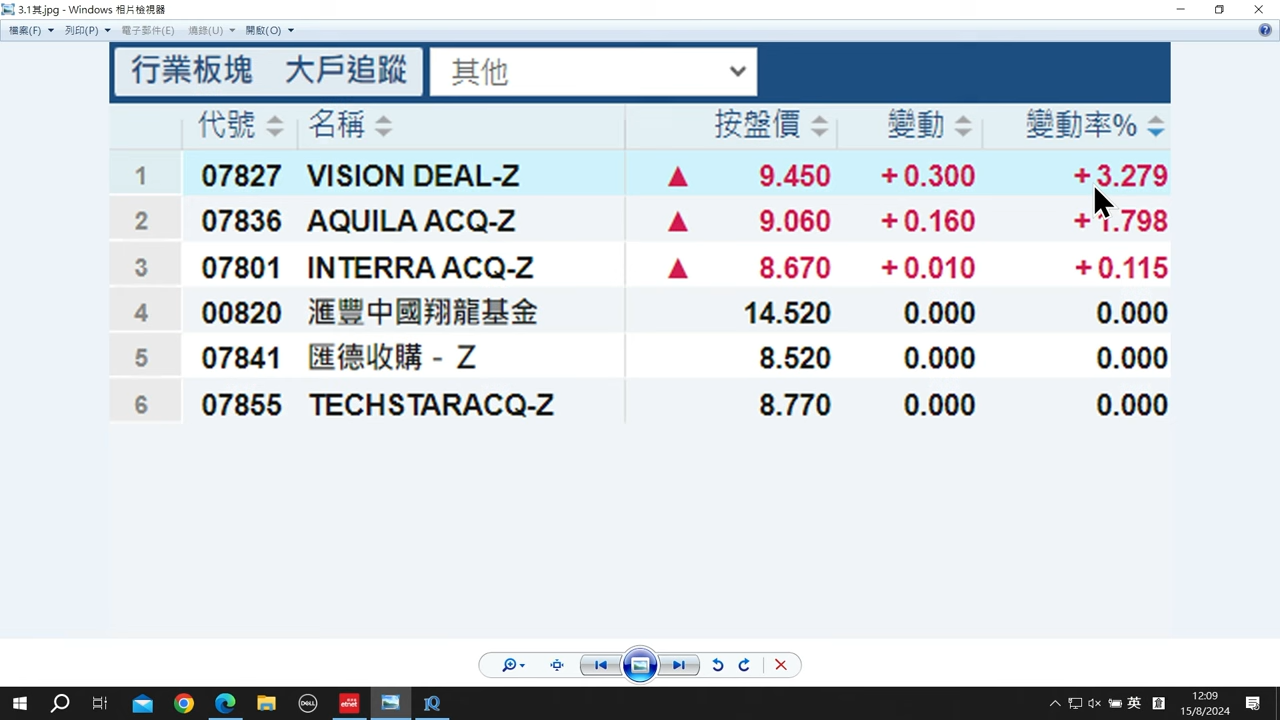 3.1其.jpg - Windows 相片檢視器
檔案(F) 列印(P) 電子郵件(E) 燒錄(U) 開啟(O)
行業板塊 大戶追蹤 其他
代號 名稱 按盤價 變動 變動率%
1 07827 VISION DEAL-Z ▲ 9.450 +0.300 +3.279
2 07836 AQUILA ACQ-Z ▲ 9.060 +0.160 +1.798
3 07801 INTERRA ACQ-Z ▲ 8.670 +0.010 +0.115
4 00820 滙豐中國翔龍基金 14.520 0.000 0.000
5 07841 匯德收購 - Z 8.520 0.000 0.000
6 07855 TECHSTARACQ-Z 8.770 0.000 0.000
DELL etnet IQ 英 12:09
15/8/2024